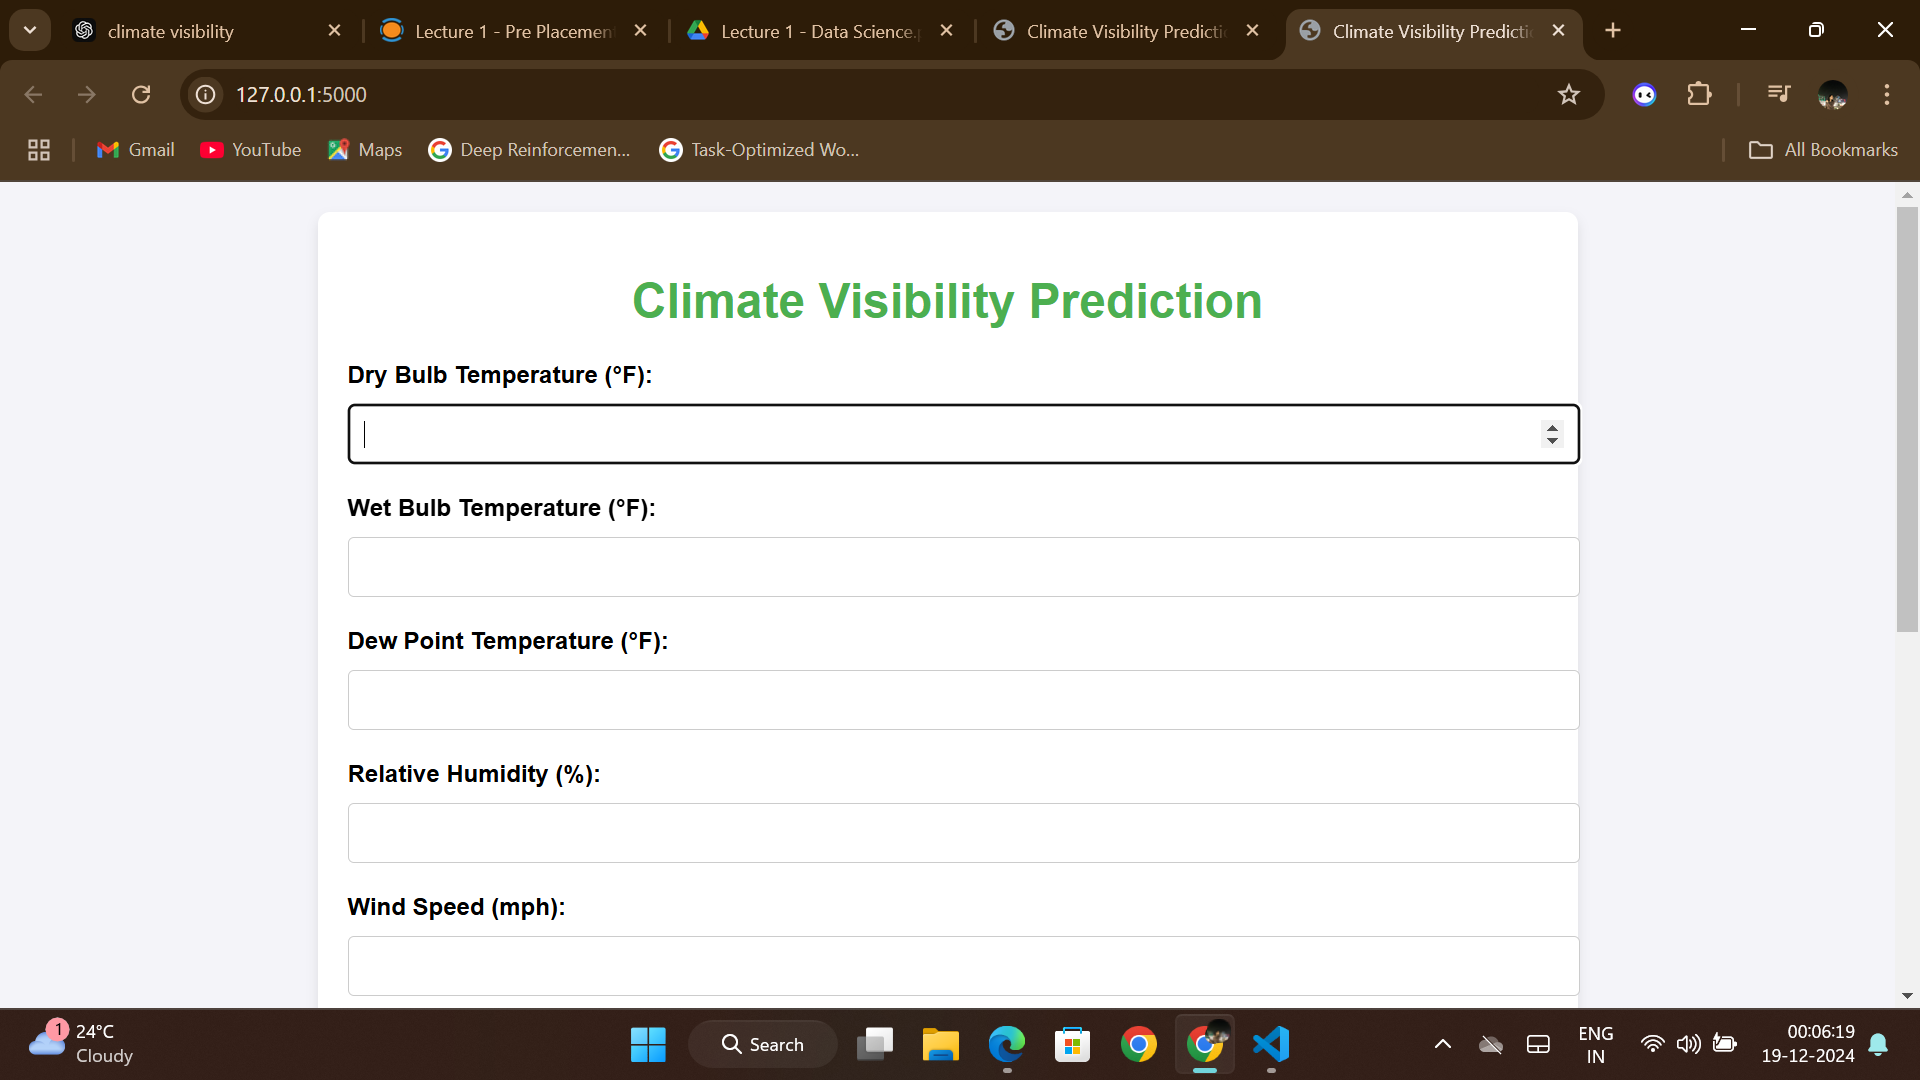 climate visibility
Lecture 1 - Pre Placemen
Lecture 1 - Data Science.
Climate Visibility Predicti
Climate Visibility Predicti
127.0.0.1:5000
Gmail
YouTube
Maps
Deep Reinforcemen...
Task-Optimized Wo...
All Bookmarks
Climate Visibility Prediction
Dry Bulb Temperature (°F):
Wet Bulb Temperature (°F):
Dew Point Temperature (°F):
Relative Humidity (%):
Wind Speed (mph):
1
24°C
Cloudy
Search
ENG
IN
00:06:19
19-12-2024